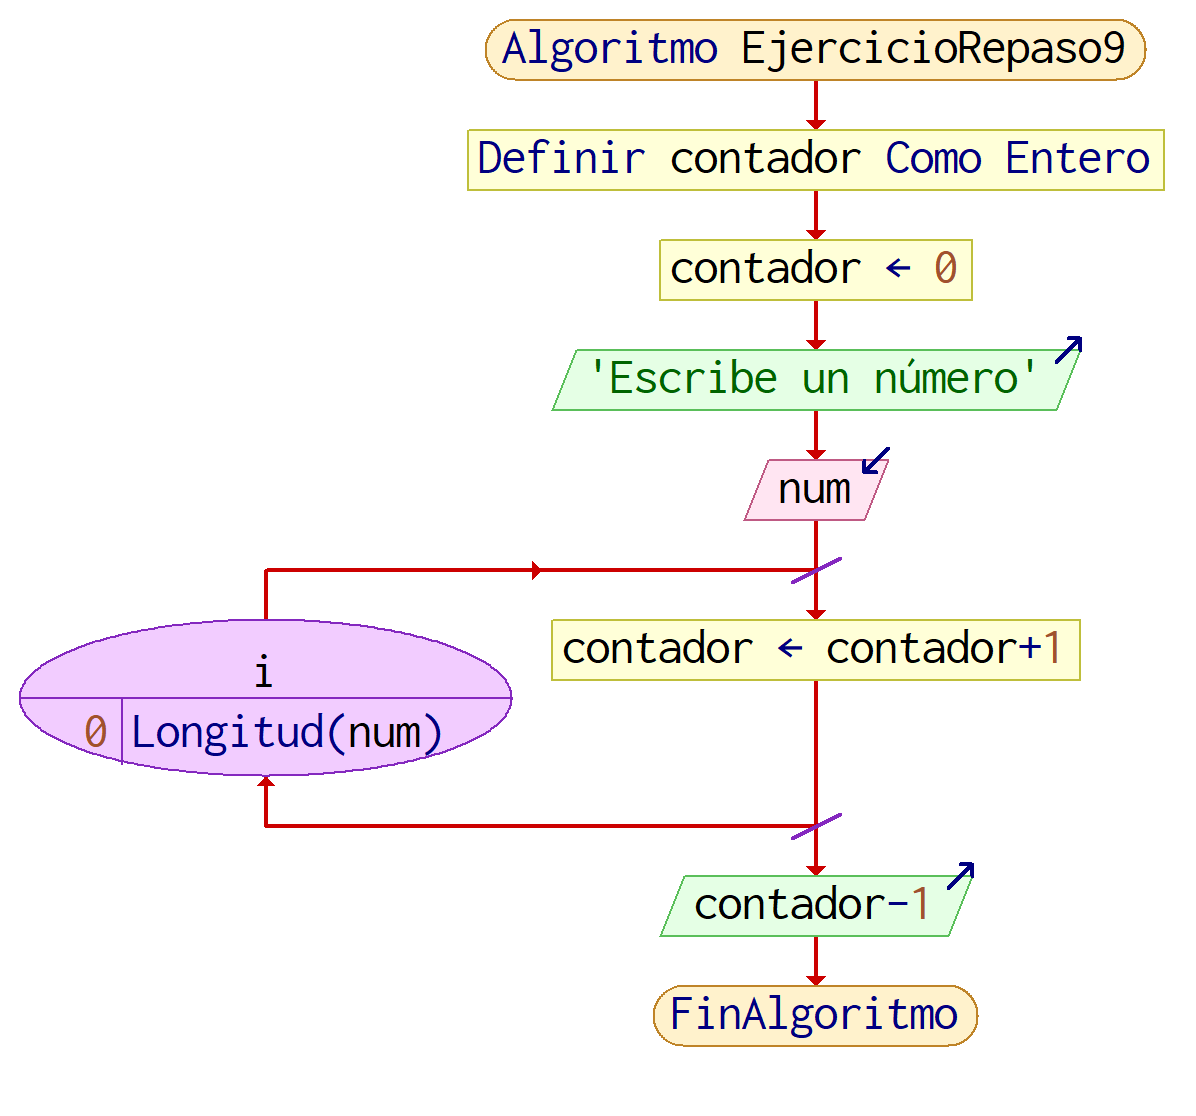 Algoritmo EjercicioRepaso9
Definir contador Como Entero
contador ← 0
'Escribe un número'
num
contador ← contador+1
i
0 Longitud(num)
contador-1
FinAlgoritmo